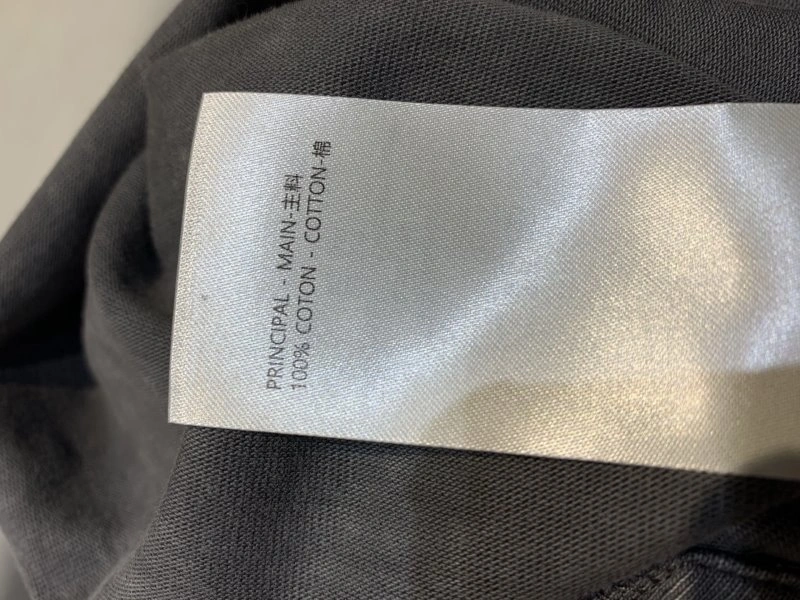 PRINCIPAL - MAIN-主料
100% COTON - COTTON-棉